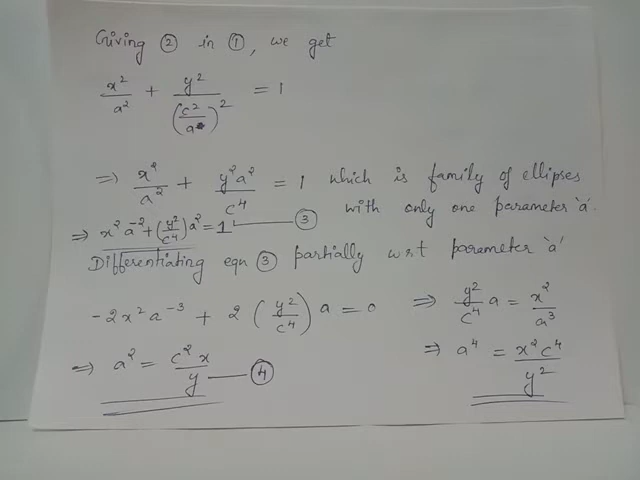 Giving ② in ①, we get
x²/a² + y²/(c²/a)² = 1
⇒ x²/a² + y²a²/c⁴ = 1 which is family of ellipses
with only one parameter 'a'.
⇒ x²a⁻² + (y²/c⁴)a² = 1 — ③
Differentiating eqn ③ partially w.r.t parameter 'a'
-2x²a⁻³ + 2(y²/c⁴)a = 0 ⇒ y²/c⁴ a = x²/a³
⇒ a⁴ = x²c⁴/y²
⇒ a² = c²x/y — ④